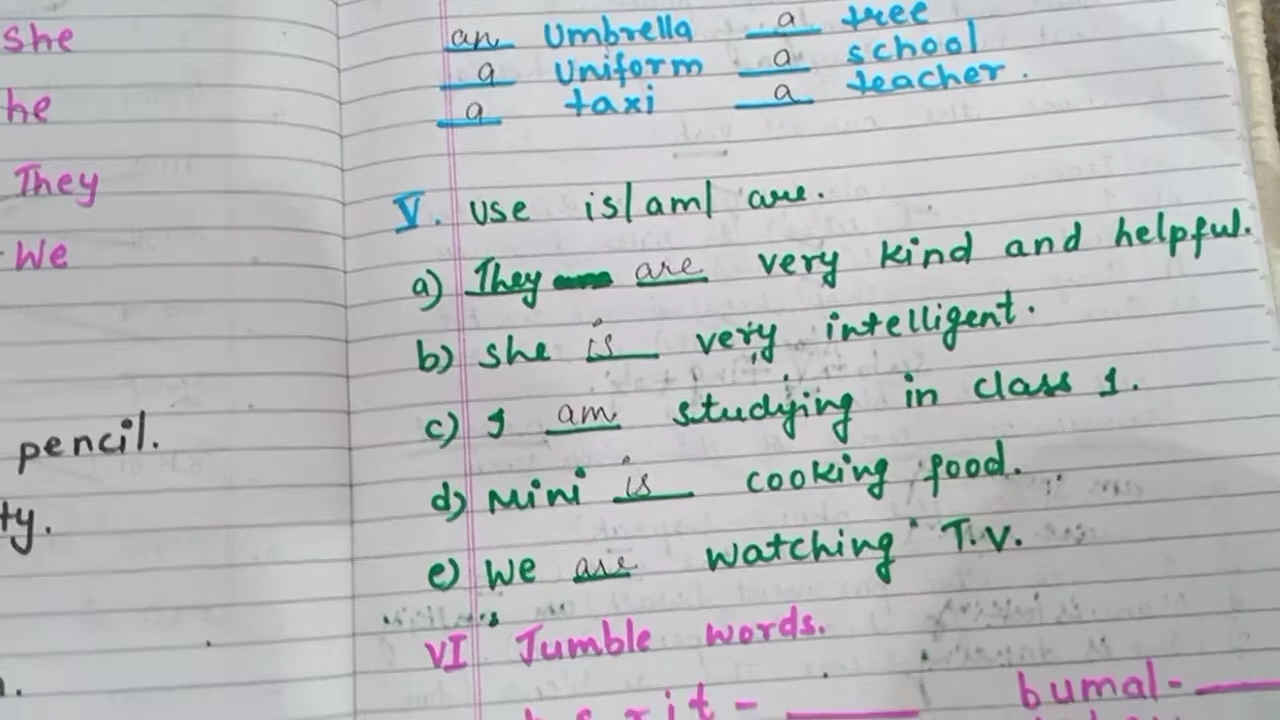 she
he
They
We
pencil.
ty.
an umbrella a tree
a uniform a school
a taxi a teacher.
V. use is/am/ are.
a) They are very kind and helpful.
b) she is very intelligent.
c) I am studying in class 1.
d) Mini is cooking food.
e) We are watching T.V.
VI Jumble words.
rit - bumal -